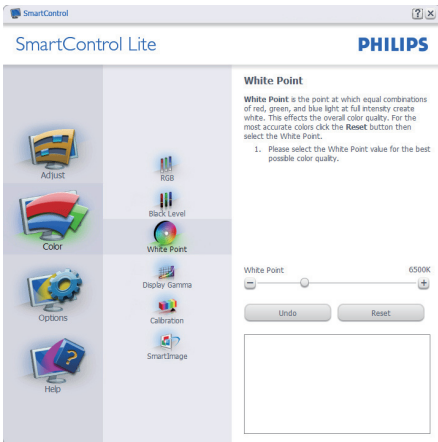 SmartControl
SmartControl Lite
PHILIPS
Adjust
Color
Options
Help
RGB
Black Level
White Point
Display Gamma
Calibration
SmartImage
White Point
White Point is the point at which equal combinations
of red, green, and blue light at full intensity create
white. This effects the overall color quality. For the
most accurate colors click the Reset button then
select the White Point value.
1. Please select the White Point value for the best
possible color quality.
White Point 6500K
Undo Reset